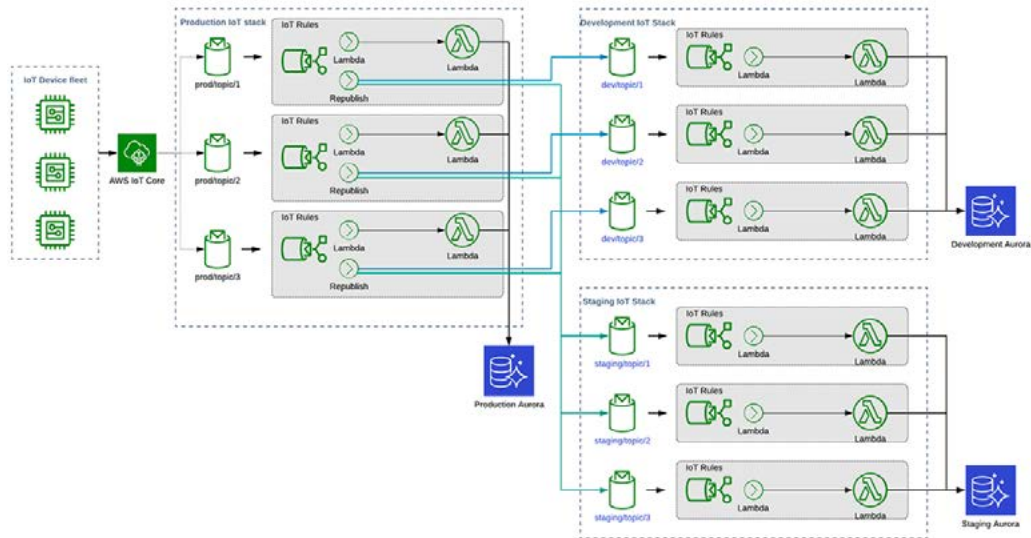 Production IoT stack
IoT Device fleet
AWS IoT Core
prod/topic/1
IoT Rules
Lambda
Lambda
Republish
prod/topic/2
IoT Rules
Lambda
Lambda
Republish
prod/topic/3
IoT Rules
Lambda
Lambda
Republish
Production Aurora
Development IoT Stack
dev/topic/1
IoT Rules
Lambda
Lambda
dev/topic/2
IoT Rules
Lambda
Lambda
dev/topic/3
IoT Rules
Lambda
Lambda
Development Aurora
Staging IoT Stack
staging/topic/1
IoT Rules
Lambda
Lambda
staging/topic/2
IoT Rules
Lambda
Lambda
staging/topic/3
IoT Rules
Lambda
Lambda
Staging Aurora